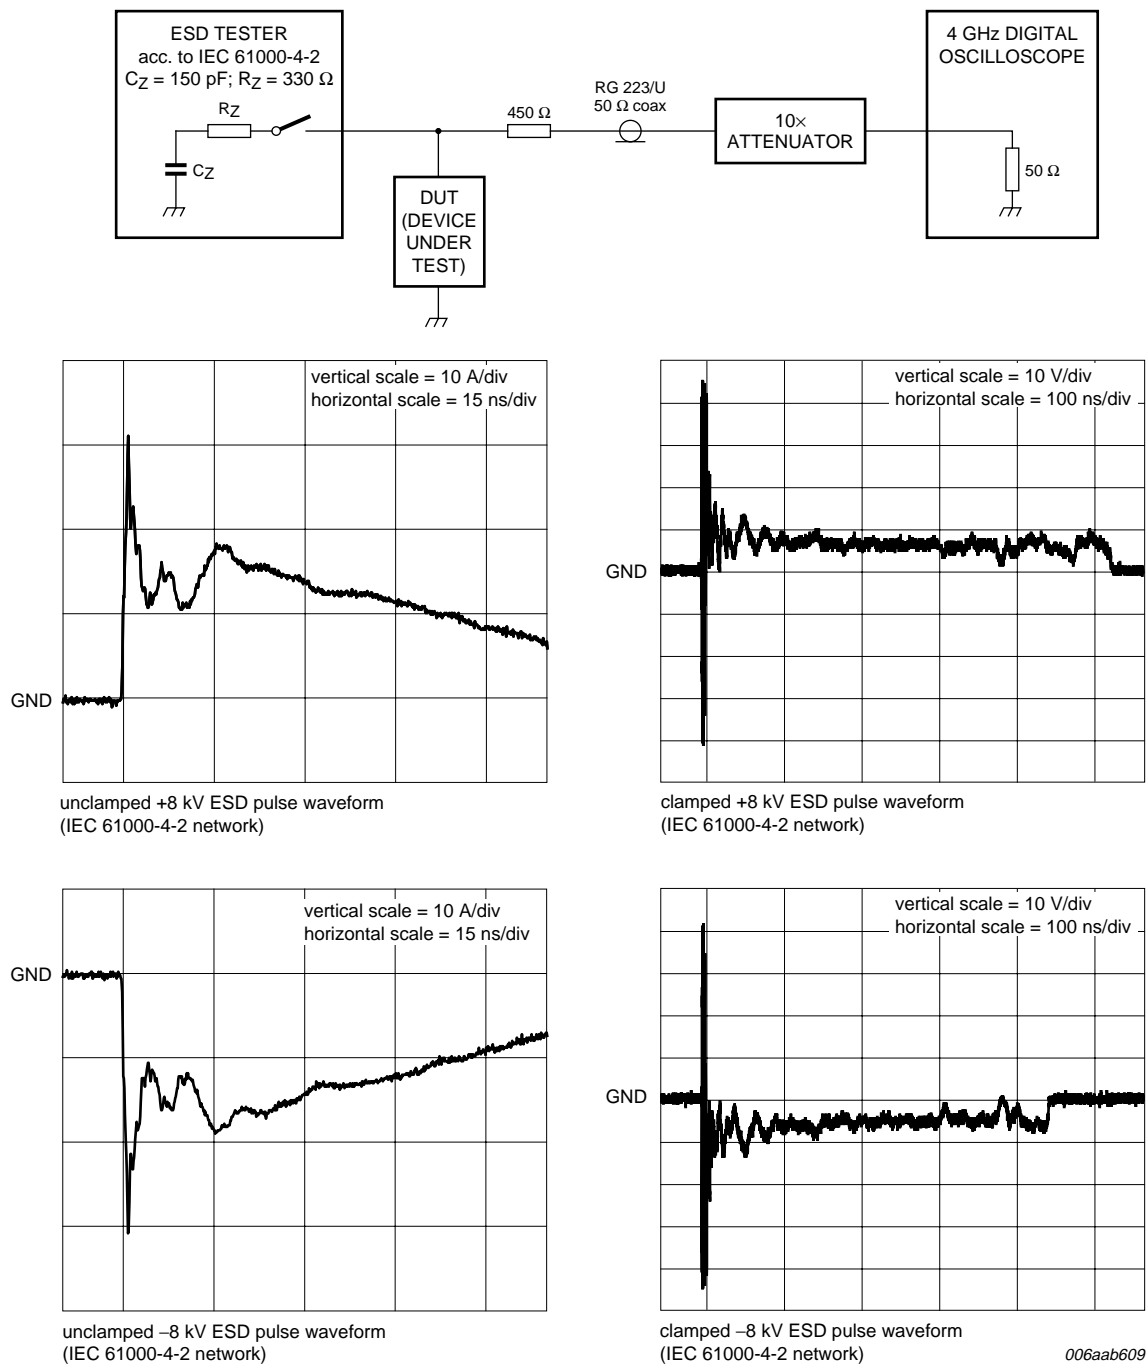 ESD TESTER
acc. to IEC 61000-4-2
CZ = 150 pF; RZ = 330 Ω
RZ
CZ
DUT
(DEVICE
UNDER
TEST)
450 Ω
RG 223/U
50 Ω coax
10×
ATTENUATOR
4 GHz DIGITAL
OSCILLOSCOPE
50 Ω
vertical scale = 10 A/div
horizontal scale = 15 ns/div
GND
unclamped +8 kV ESD pulse waveform
(IEC 61000-4-2 network)
vertical scale = 10 V/div
horizontal scale = 100 ns/div
GND
clamped +8 kV ESD pulse waveform
(IEC 61000-4-2 network)
vertical scale = 10 A/div
horizontal scale = 15 ns/div
GND
unclamped −8 kV ESD pulse waveform
(IEC 61000-4-2 network)
vertical scale = 10 V/div
horizontal scale = 100 ns/div
GND
clamped −8 kV ESD pulse waveform
(IEC 61000-4-2 network)
006aab609